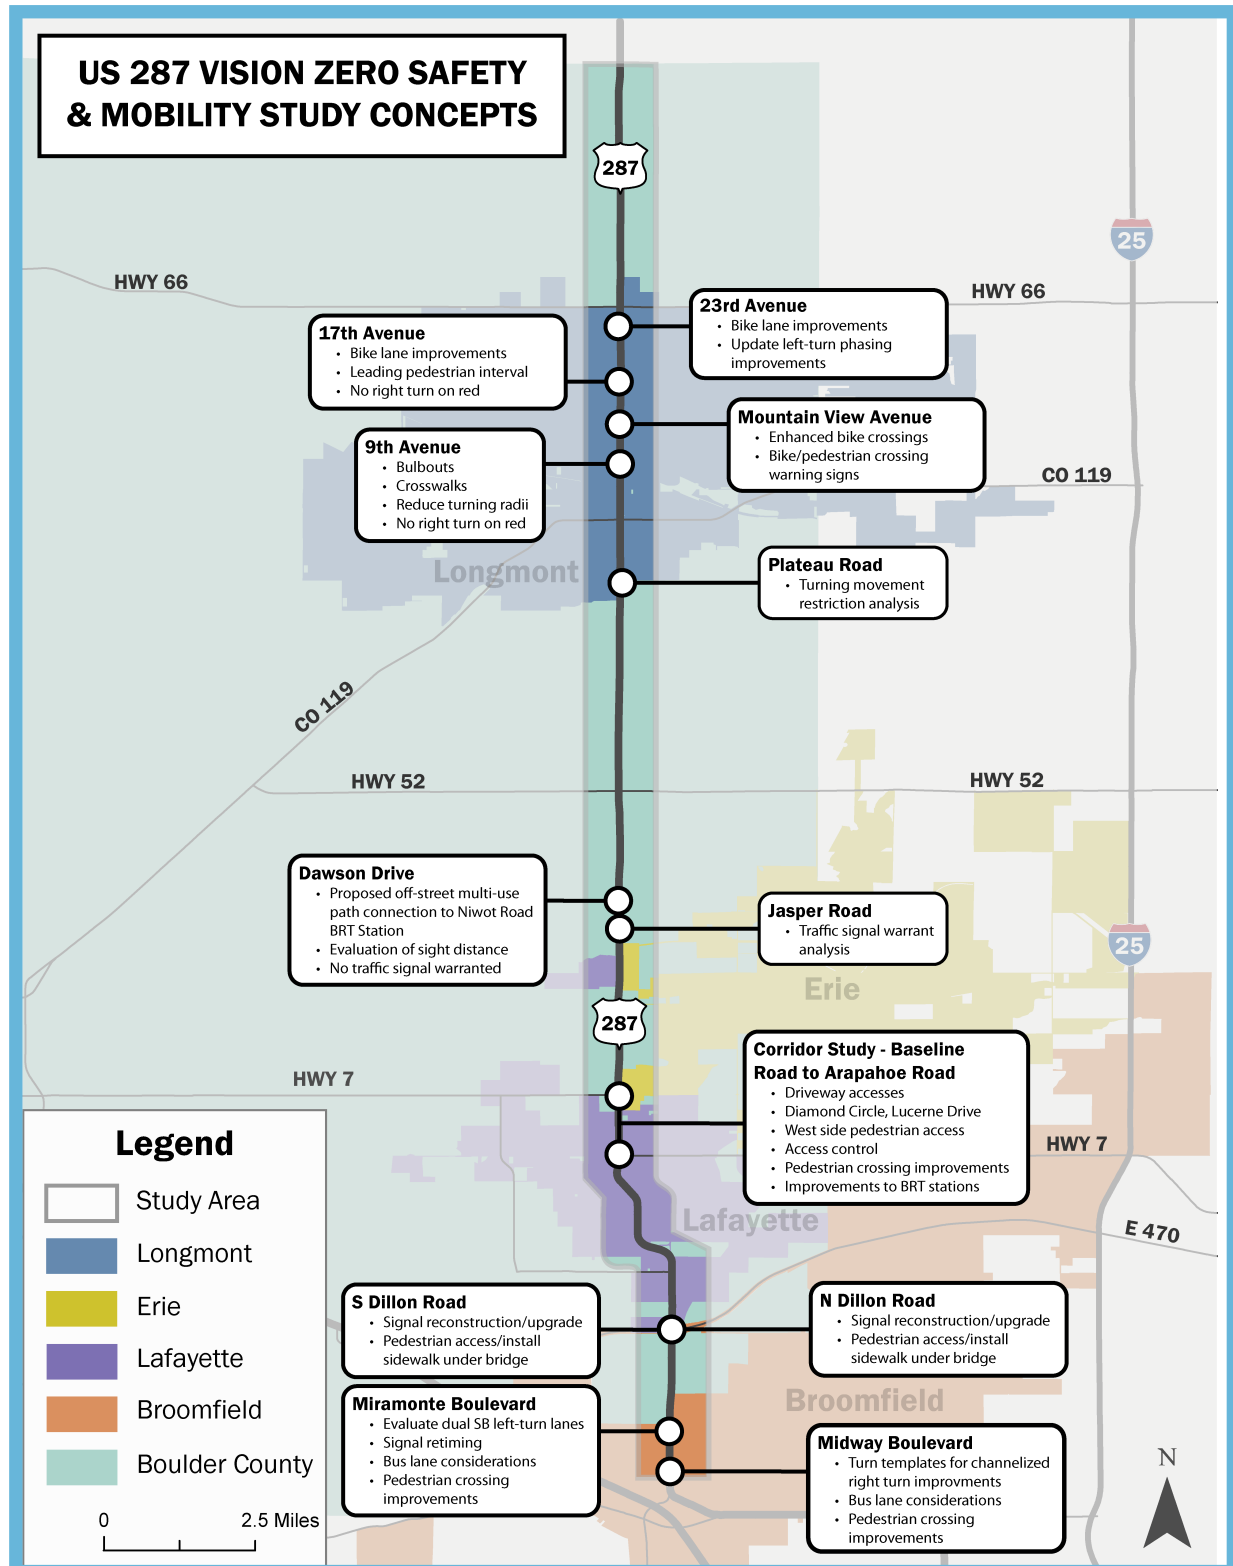 US 287 VISION ZERO SAFETY
& MOBILITY STUDY CONCEPTS
287
25
HWY 66
HWY 66
23rd Avenue
• Bike lane improvements
• Update left-turn phasing
improvements
17th Avenue
• Bike lane improvements
• Leading pedestrian interval
• No right turn on red
Mountain View Avenue
• Enhanced bike crossings
• Bike/pedestrian crossing
warning signs
9th Avenue
• Bulbouts
• Crosswalks
• Reduce turning radii
• No right turn on red
CO 119
Longmont
Plateau Road
• Turning movement
restriction analysis
CO 119
HWY 52
HWY 52
Dawson Drive
• Proposed off-street multi-use
path connection to Niwot Road
BRT Station
• Evaluation of sight distance
• No traffic signal warranted
Jasper Road
• Traffic signal warrant
analysis
25
Erie
287
Corridor Study - Baseline
Road to Arapahoe Road
• Driveway accesses
• Diamond Circle, Lucerne Drive
• West side pedestrian access
• Access control
• Pedestrian crossing improvements
• Improvements to BRT stations
HWY 7
HWY 7
Lafayette
E 470
S Dillon Road
• Signal reconstruction/upgrade
• Pedestrian access/install
sidewalk under bridge
N Dillon Road
• Signal reconstruction/upgrade
• Pedestrian access/install
sidewalk under bridge
Miramonte Boulevard
• Evaluate dual SB left-turn lanes
• Signal retiming
• Bus lane considerations
• Pedestrian crossing
improvements
Broomfield
Midway Boulevard
• Turn templates for channelized
right turn improvments
• Bus lane considerations
• Pedestrian crossing
improvements
Legend
Study Area
Longmont
Erie
Lafayette
Broomfield
Boulder County
0 2.5 Miles
N